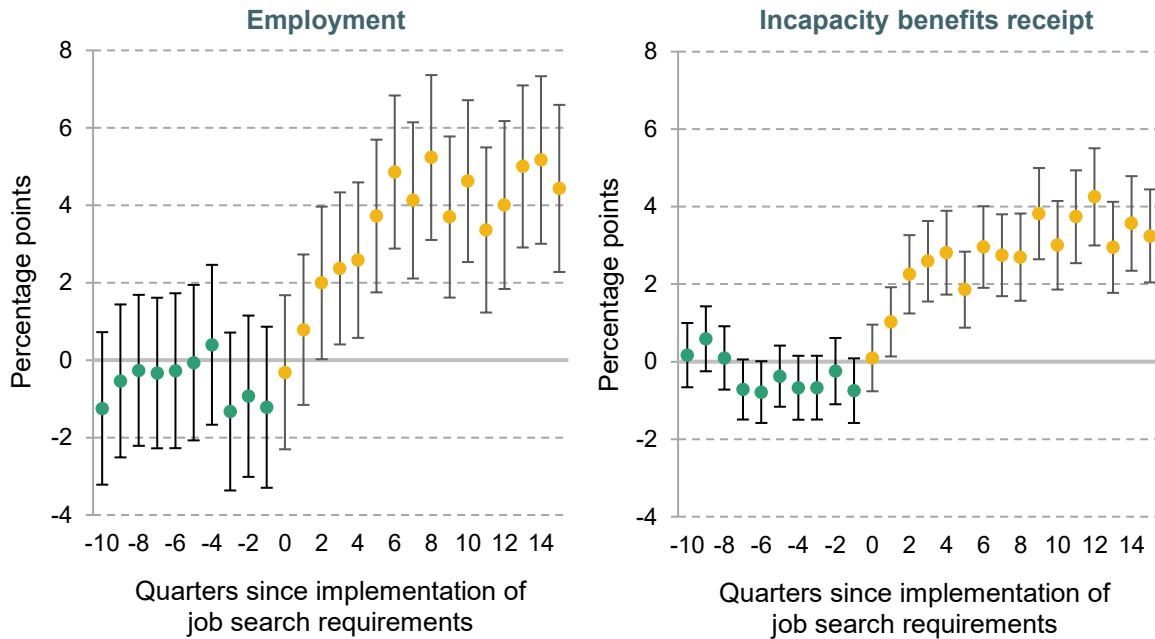 Employment
Percentage points
8
6
4
2
0
-2
-4
-10 -8 -6 -4 -2 0 2 4 6 8 10 12 14
Quarters since implementation of
job search requirements
Incapacity benefits receipt
Percentage points
8
6
4
2
0
-2
-4
-10 -8 -6 -4 -2 0 2 4 6 8 10 12 14
Quarters since implementation of
job search requirements